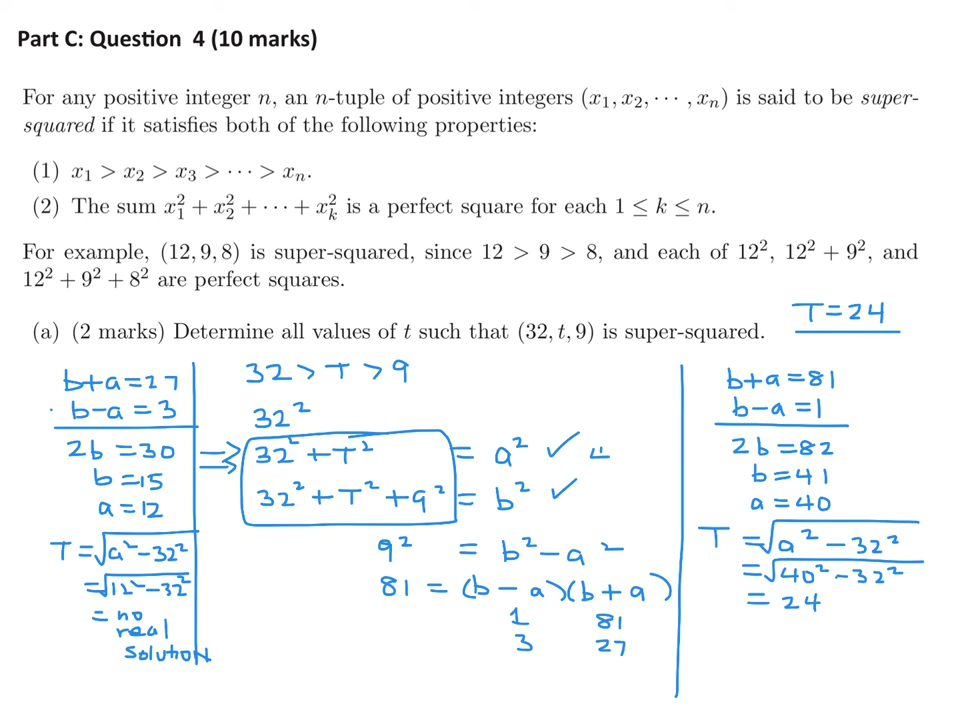 Part C: Question 4 (10 marks)
For any positive integer n, an n-tuple of positive integers (x₁, x₂, ⋯ , xₙ) is said to be super-
squared if it satisfies both of the following properties:
(1) x₁ > x₂ > x₃ > ⋯ > xₙ.
(2) The sum x₁² + x₂² + ⋯ + xₖ² is a perfect square for each 1 ≤ k ≤ n.
For example, (12, 9, 8) is super-squared, since 12 > 9 > 8, and each of 12², 12² + 9², and
12² + 9² + 8² are perfect squares.
(a) (2 marks) Determine all values of t such that (32, t, 9) is super-squared.
T=24
b+a=27
b-a=3
2b=30
b=15
a=12
T=√a²-32²
=√12²-32²
=no
real
solution
32>T>9
32²
32²+T² = a² ✓
32²+T²+9² = b² ✓
9² = b²-a²
81 = (b-a)(b+a)
1 81
3 27
b+a=81
b-a=1
2b=82
b=41
a=40
T=√a²-32²
=√40²-32²
=24